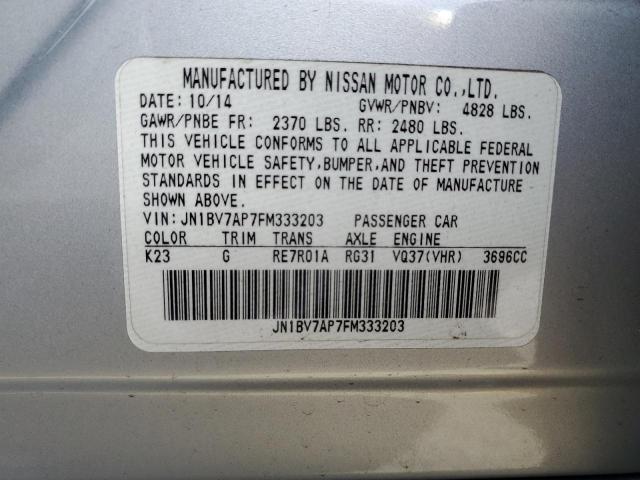 MANUFACTURED BY NISSAN MOTOR CO.,LTD.
DATE: 10/14 GVWR/PNBV: 4828 LBS.
GAWR/PNBE FR: 2370 LBS. RR: 2480 LBS.
THIS VEHICLE CONFORMS TO ALL APPLICABLE FEDERAL
MOTOR VEHICLE SAFETY,BUMPER,AND THEFT PREVENTION
STANDARDS IN EFFECT ON THE DATE OF MANUFACTURE
SHOWN ABOVE.
VIN: JN1BV7AP7FM333203 PASSENGER CAR
COLOR TRIM TRANS AXLE ENGINE
K23 G RE7R01A RG31 VQ37(VHR) 3696CC
JN1BV7AP7FM333203